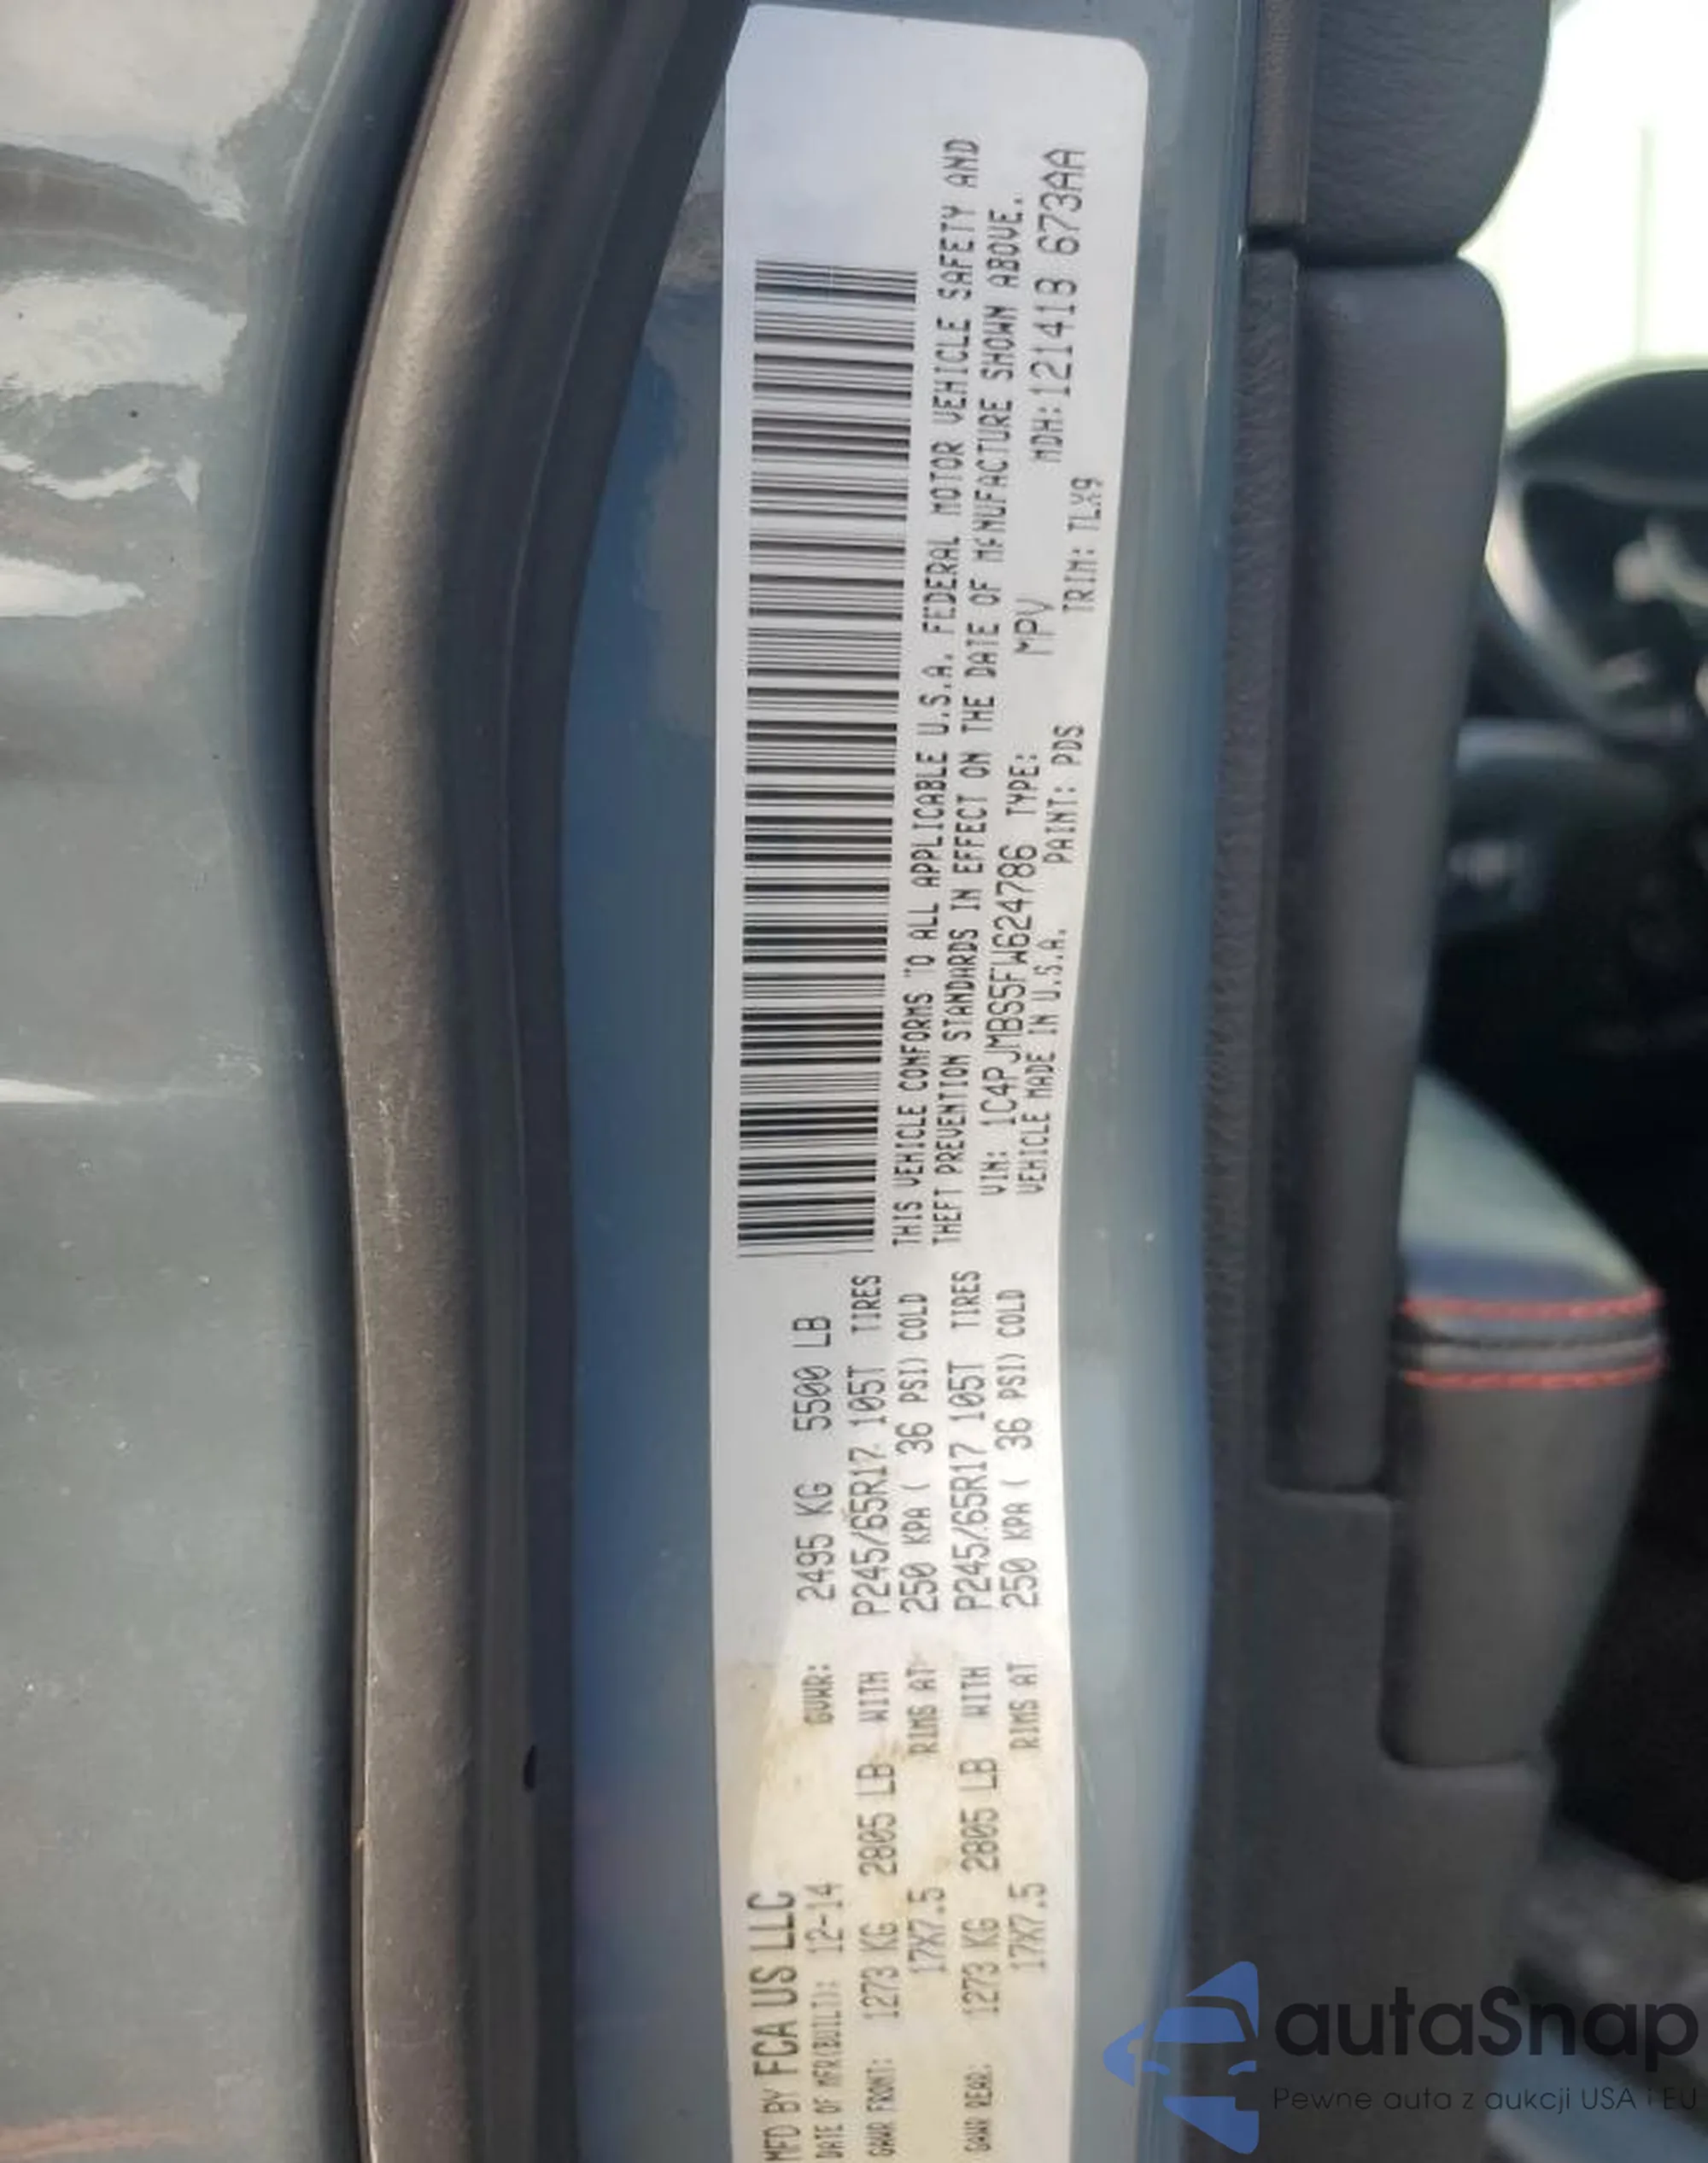 MFD BY FCA US LLC
DATE OF MFR(BUILT): 12-14 GVWR: 2495 KG 5500 LB
GAWR FRONT: 1273 KG 2805 LB WITH P245/65R17 105T TIRES
17X7.5 RIMS AT 250 KPA ( 36 PSI) COLD
GAWR REAR: 1273 KG 2805 LB WITH P245/65R17 105T TIRES
17X7.5 RIMS AT 250 KPA ( 36 PSI) COLD
THIS VEHICLE CONFORMS TO ALL APPLICABLE U.S.A. FEDERAL MOTOR VEHICLE SAFETY AND
THEFT PREVENTION STANDARDS IN EFFECT ON THE DATE OF MANUFACTURE SHOWN ABOVE.
VIN: 1C4PJMBS5FW624786 TYPE: MPV MDH:121418 673AA
VEHICLE MADE IN U.S.A. PAINT: PDS TRIM: TLX9
autaSnap
Pewne auta z aukcji USA i EU